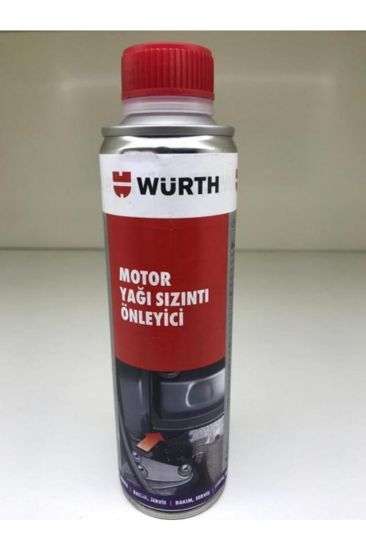 WÜRTH
MOTOR
YAĞI SIZINTI
ÖNLEYİCİ
BAKIM, SERVİS | BAKIM, SERVİS